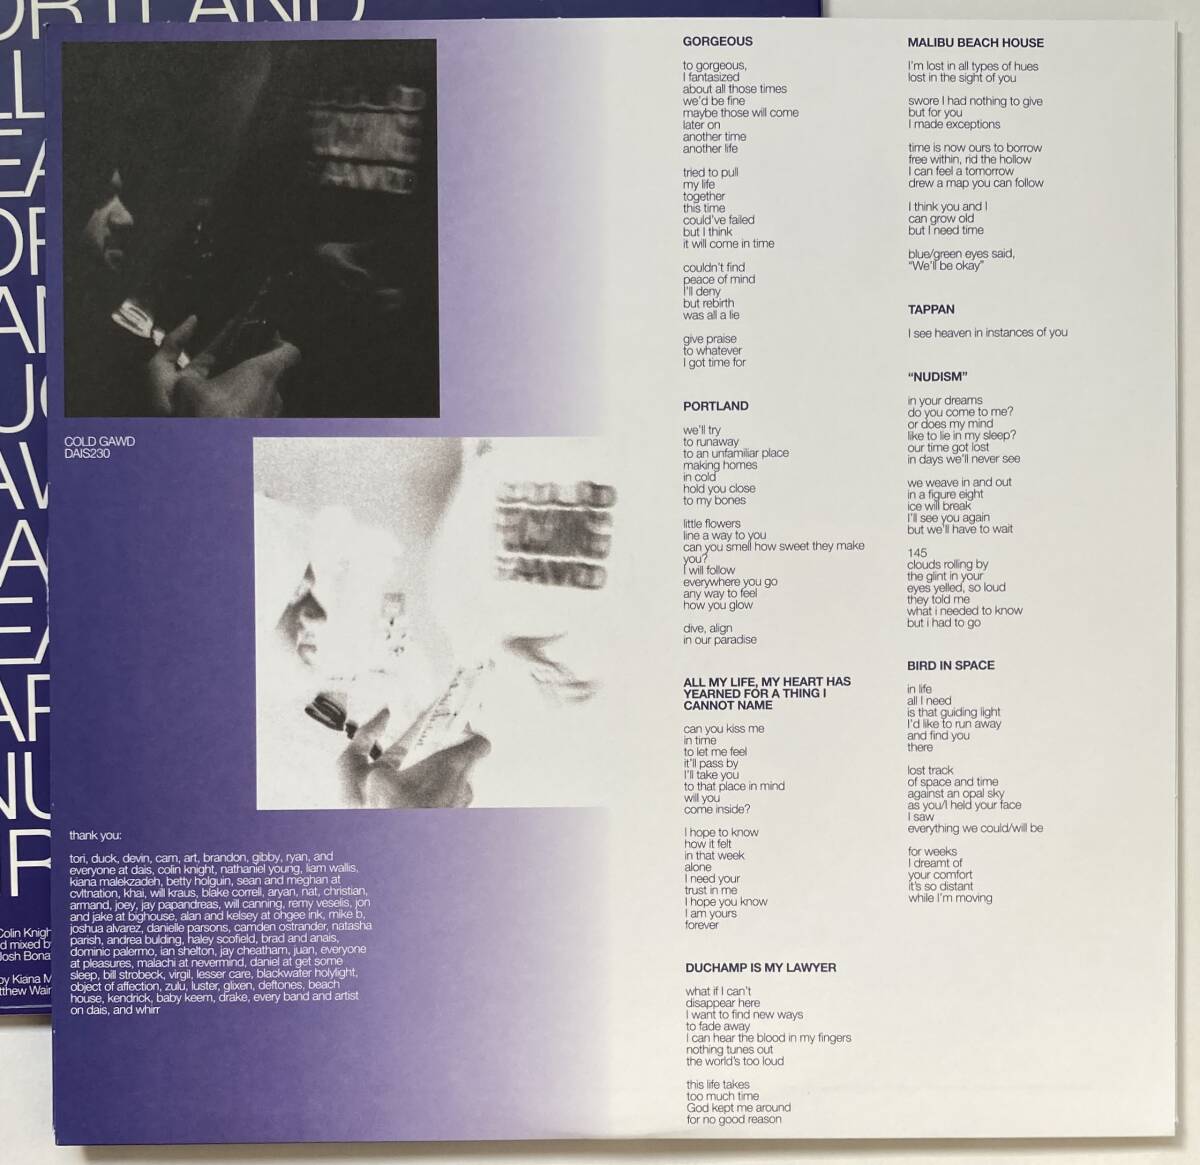 ORTLAND
COLD GAWD
DAIS230
thank you:
tori, duck, devin, cam, art, brandon, gibby, ryan, and
everyone at dais, colin knight, nathaniel young, liam wallis,
kiana malekzadeh, betty holguin, sean and meghan at
cvltnation, khai, will kraus, blake correll, aryan, nat, christian,
armand, joey, jay papandreas, will canning, remy veselis, jon
and jake at bighouse, alan and kelsey at ohgee ink, mike b,
joshua alvarez, danielle parsons, camden ostrander, natasha
parish, andrea bulding, haley scofield, brad and anais,
dominic palermo, ian shelton, jay cheatham, juan, everyone
at pleasures, malachi at nevermind, daniel at get some
sleep, bill strobeck, virgil, lesser care, blackwater holylight,
object of affection, zulu, luster, glixen, deftones, beach
house, kendrick, baby keem, drake, every band and artist
on dais, and whirr
GORGEOUS
to gorgeous,
I fantasized
about all those times
we'd be fine
maybe those will come
later on
another time
another life
tried to pull
my life
together
this time
could've failed
but I think
it will come in time
couldn't find
peace of mind
I'll deny
but rebirth
was all a lie
give praise
to whatever
I got time for
PORTLAND
we'll try
to runaway
to an unfamiliar place
making homes
in cold
hold you close
to my bones
little flowers
line a way to you
can you smell how sweet they make
you?
I will follow
everywhere you go
any way to feel
how you glow
dive, align
in our paradise
ALL MY LIFE, MY HEART HAS
YEARNED FOR A THING I
CANNOT NAME
can you kiss me
in time
to let me feel
it'll pass by
I'll take you
to that place in mind
will you
come inside?
I hope to know
how it felt
in that week
alone
I need your
trust in me
I hope you know
I am yours
forever
DUCHAMP IS MY LAWYER
what if I can't
disappear here
I want to find new ways
to fade away
I can hear the blood in my fingers
nothing tunes out
the world's too loud
this life takes
too much time
God kept me around
for no good reason
MALIBU BEACH HOUSE
I'm lost in all types of hues
lost in the sight of you
swore I had nothing to give
but for you
I made exceptions
time is now ours to borrow
free within, rid the hollow
I can feel a tomorrow
drew a map you can follow
I think you and I
can grow old
but I need time
blue/green eyes said,
"We'll be okay"
TAPPAN
I see heaven in instances of you
"NUDISM"
in your dreams
do you come to me?
or does my mind
like to lie in my sleep?
our time got lost
in days we'll never see
we weave in and out
in a figure eight
ice will break
I'll see you again
but we'll have to wait
145
clouds rolling by
the glint in your
eyes yelled, so loud
they told me
what i needed to know
but i had to go
BIRD IN SPACE
in life
all I need
is that guiding light
I'd like to run away
and find you
there
lost track
of space and time
against an opal sky
as you/I held your face
I saw
everything we could/will be
for weeks
I dreamt of
your comfort
it's so distant
while I'm moving